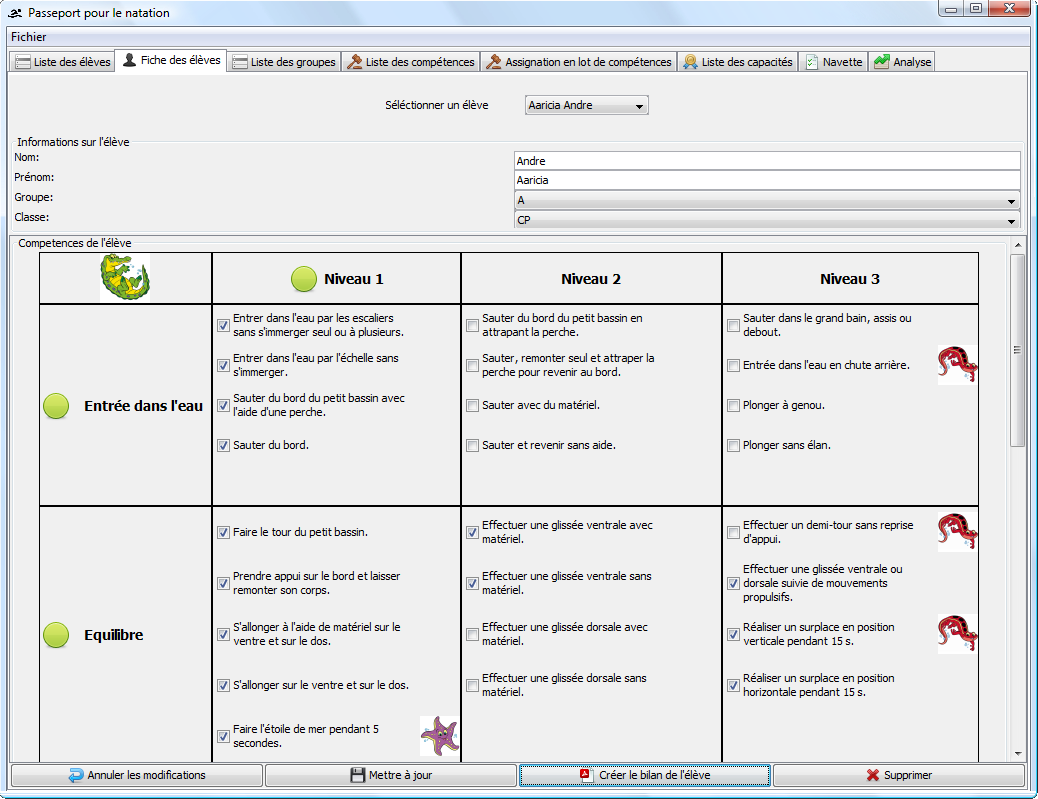 Passeport pour le natation
Fichier
Liste des élèves
Fiche des élèves
Liste des groupes
Liste des compétences
Assignation en lot de compétences
Liste des capacités
Navette
Analyse
Séléctionner un élève
Aaricia Andre
Informations sur l'élève
Nom:
Andre
Prénom:
Aaricia
Groupe:
A
Classe:
CP
Competences de l'élève
Niveau 1
Niveau 2
Niveau 3
Entrée dans l'eau
Entrer dans l'eau par les escaliers
sans s'immerger seul ou à plusieurs.
Entrer dans l'eau par l'échelle sans
s'immerger.
Sauter du bord du petit bassin avec
l'aide d'une perche.
Sauter du bord.
Sauter du bord du petit bassin en
attrapant la perche.
Sauter, remonter seul et attraper la
perche pour revenir au bord.
Sauter avec du matériel.
Sauter et revenir sans aide.
Sauter dans le grand bain, assis ou
debout.
Entrée dans l'eau en chute arrière.
Plonger à genou.
Plonger sans élan.
Equilibre
Faire le tour du petit bassin.
Prendre appui sur le bord et laisser
remonter son corps.
S'allonger à l'aide de matériel sur le
ventre et sur le dos.
S'allonger sur le ventre et sur le dos.
Faire l'étoile de mer pendant 5
secondes.
Effectuer une glissée ventrale avec
matériel.
Effectuer une glissée ventrale sans
matériel.
Effectuer une glissée dorsale avec
matériel.
Effectuer une glissée dorsale sans
matériel.
Effectuer un demi-tour sans reprise
d'appui.
Effectuer une glissée ventrale ou
dorsale suivie de mouvements
propulsifs.
Réaliser un surplace en position
verticale pendant 15 s.
Réaliser un surplace en position
horizontale pendant 15 s.
Annuler les modifications
Mettre à jour
Créer le bilan de l'élève
Supprimer